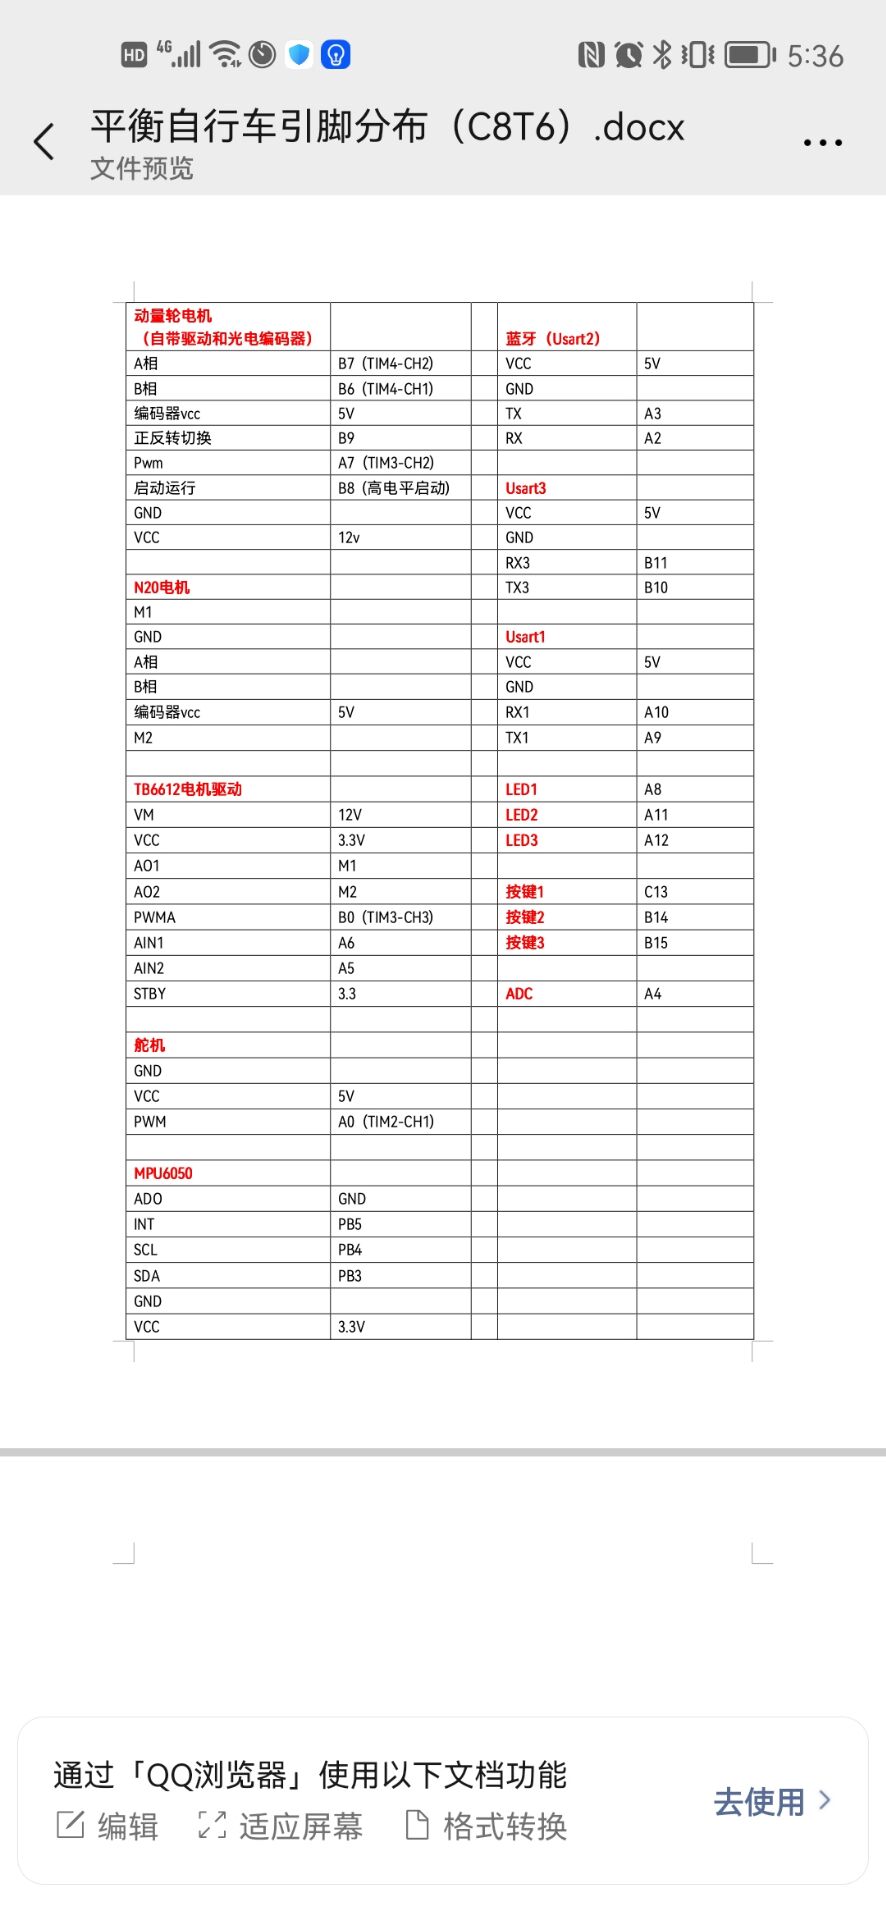 HD 4G 5:36
平衡自行车引脚分布（C8T6）.docx
文件预览
动量轮电机
（自带驱动和光电编码器） 蓝牙（Usart2）
A相 B7（TIM4-CH2） VCC 5V
B相 B6（TIM4-CH1） GND
编码器vcc 5V TX A3
正反转切换 B9 RX A2
Pwm A7（TIM3-CH2）
启动运行 B8（高电平启动） Usart3
GND VCC 5V
VCC 12v GND
RX3 B11
N20电机 TX3 B10
M1
GND Usart1
A相 VCC 5V
B相 GND
编码器vcc 5V RX1 A10
M2 TX1 A9
TB6612电机驱动 LED1 A8
VM 12V LED2 A11
VCC 3.3V LED3 A12
AO1 M1
AO2 M2 按键1 C13
PWMA B0（TIM3-CH3） 按键2 B14
AIN1 A6 按键3 B15
AIN2 A5
STBY 3.3 ADC A4
舵机
GND
VCC 5V
PWM A0（TIM2-CH1）
MPU6050
ADO GND
INT PB5
SCL PB4
SDA PB3
GND
VCC 3.3V
通过「QQ浏览器」使用以下文档功能
编辑 适应屏幕 格式转换
去使用